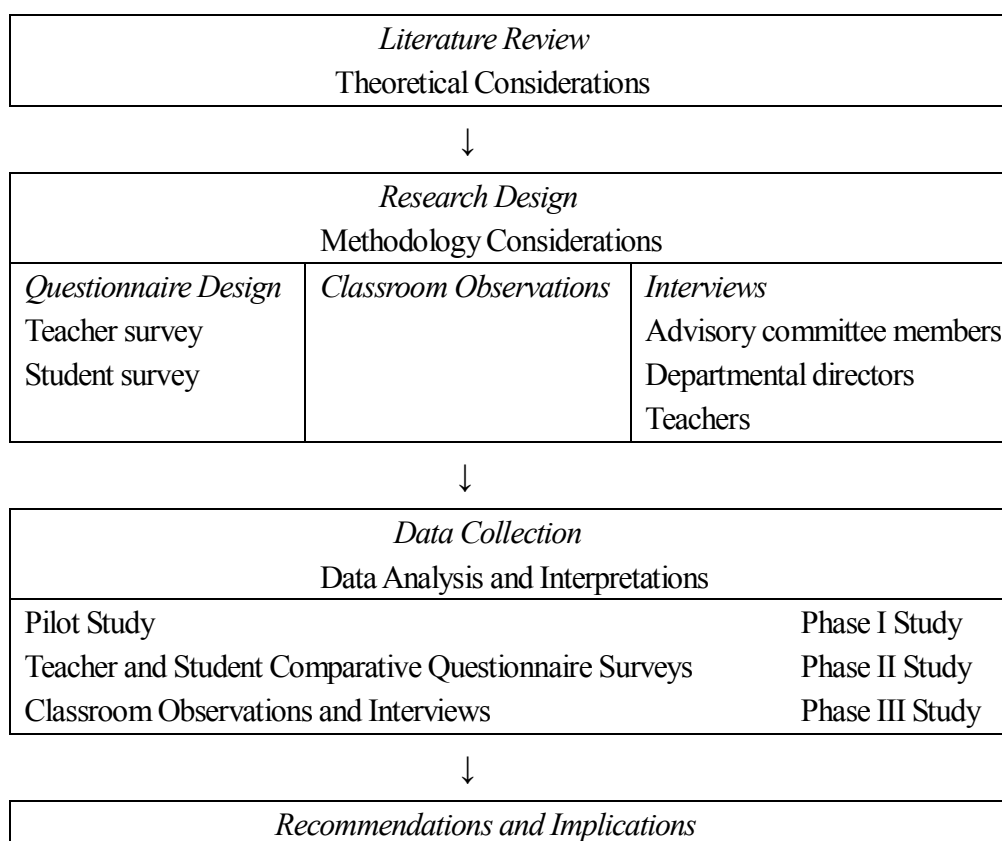 Literature Review
Theoretical Considerations
↓
Research Design
Methodology Considerations
Questionnaire Design
Teacher survey
Student survey
Classroom Observations
Interviews
Advisory committee members
Departmental directors
Teachers
↓
Data Collection
Data Analysis and Interpretations
Pilot Study Phase I Study
Teacher and Student Comparative Questionnaire Surveys Phase II Study
Classroom Observations and Interviews Phase III Study
↓
Recommendations and Implications